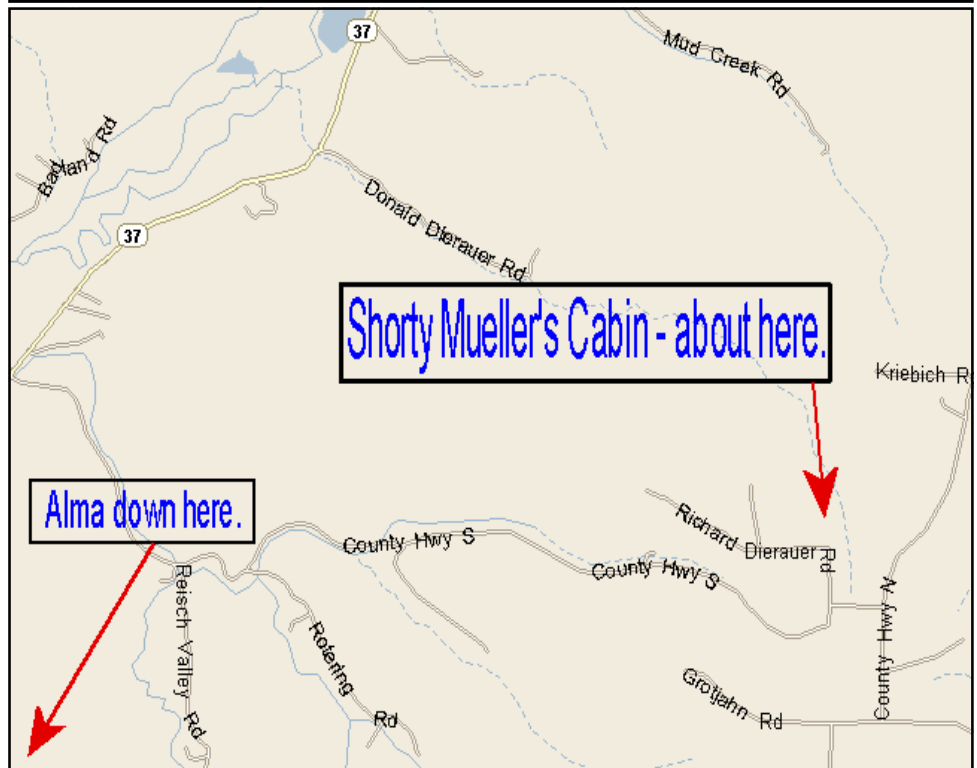 37
Mud Creek Rd
Badland Rd
Donald Dierauer Rd
37
Shorty Mueller's Cabin - about here.
Kriebich Rd
Alma down here.
Richard Dierauer Rd
County Hwy S
County Hwy S
Reisch Valley Rd
Rotering Rd
County Hwy N
Grotjahn Rd